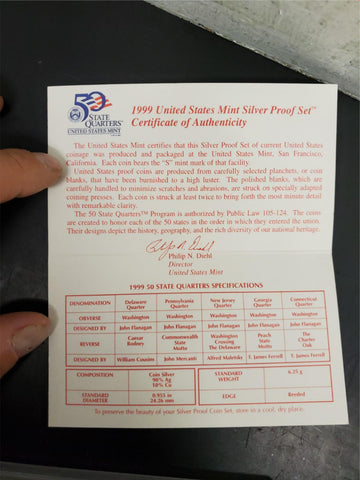 50
STATE
QUARTERS
UNITED STATES MINT
1999 United States Mint Silver Proof Set™
Certificate of Authenticity
The United States Mint certifies that this Silver Proof Set of current United States
coinage was produced and packaged at the United States Mint, San Francisco,
California. Each coin bears the "S" mint mark of that facility.
United States proof coins are produced from carefully selected planchets, or coin
blanks, that have been burnished to a high luster. The polished blanks, which are
carefully handled to minimize scratches and abrasions, are struck on specially adapted
coining presses. Each coin is struck at least twice to bring forth the most minute detail
with remarkable clarity.
The 50 State Quarters™ Program is authorized by Public Law 105-124. The coins
are created to honor each of the 50 states in the order in which they entered the union.
Their designs depict the history, geography, and the rich diversity of our national heritage.
Philip N. Diehl
Philip N. Diehl
Director
United States Mint
1999 50 STATE QUARTERS SPECIFICATIONS
DENOMINATION Delaware Quarter Pennsylvania Quarter New Jersey Quarter Georgia Quarter Connecticut Quarter
OBVERSE Washington Washington Washington Washington Washington
DESIGNED BY John Flanagan John Flanagan John Flanagan John Flanagan John Flanagan
REVERSE Caesar Rodney Commonwealth State Motto Washington Crossing The Delaware Peach State Motto The Charter Oak
DESIGNED BY William Cousins John Mercanti Alfred Maletsky T. James Ferrell T. James Ferrell
COMPOSITION Coin Silver 90% Ag 10% Cu STANDARD WEIGHT 6.25 g
STANDARD DIAMETER 0.955 in 24.26 mm EDGE Reeded
To preserve the beauty of your Silver Proof Coin Set, store in a cool, dry place.